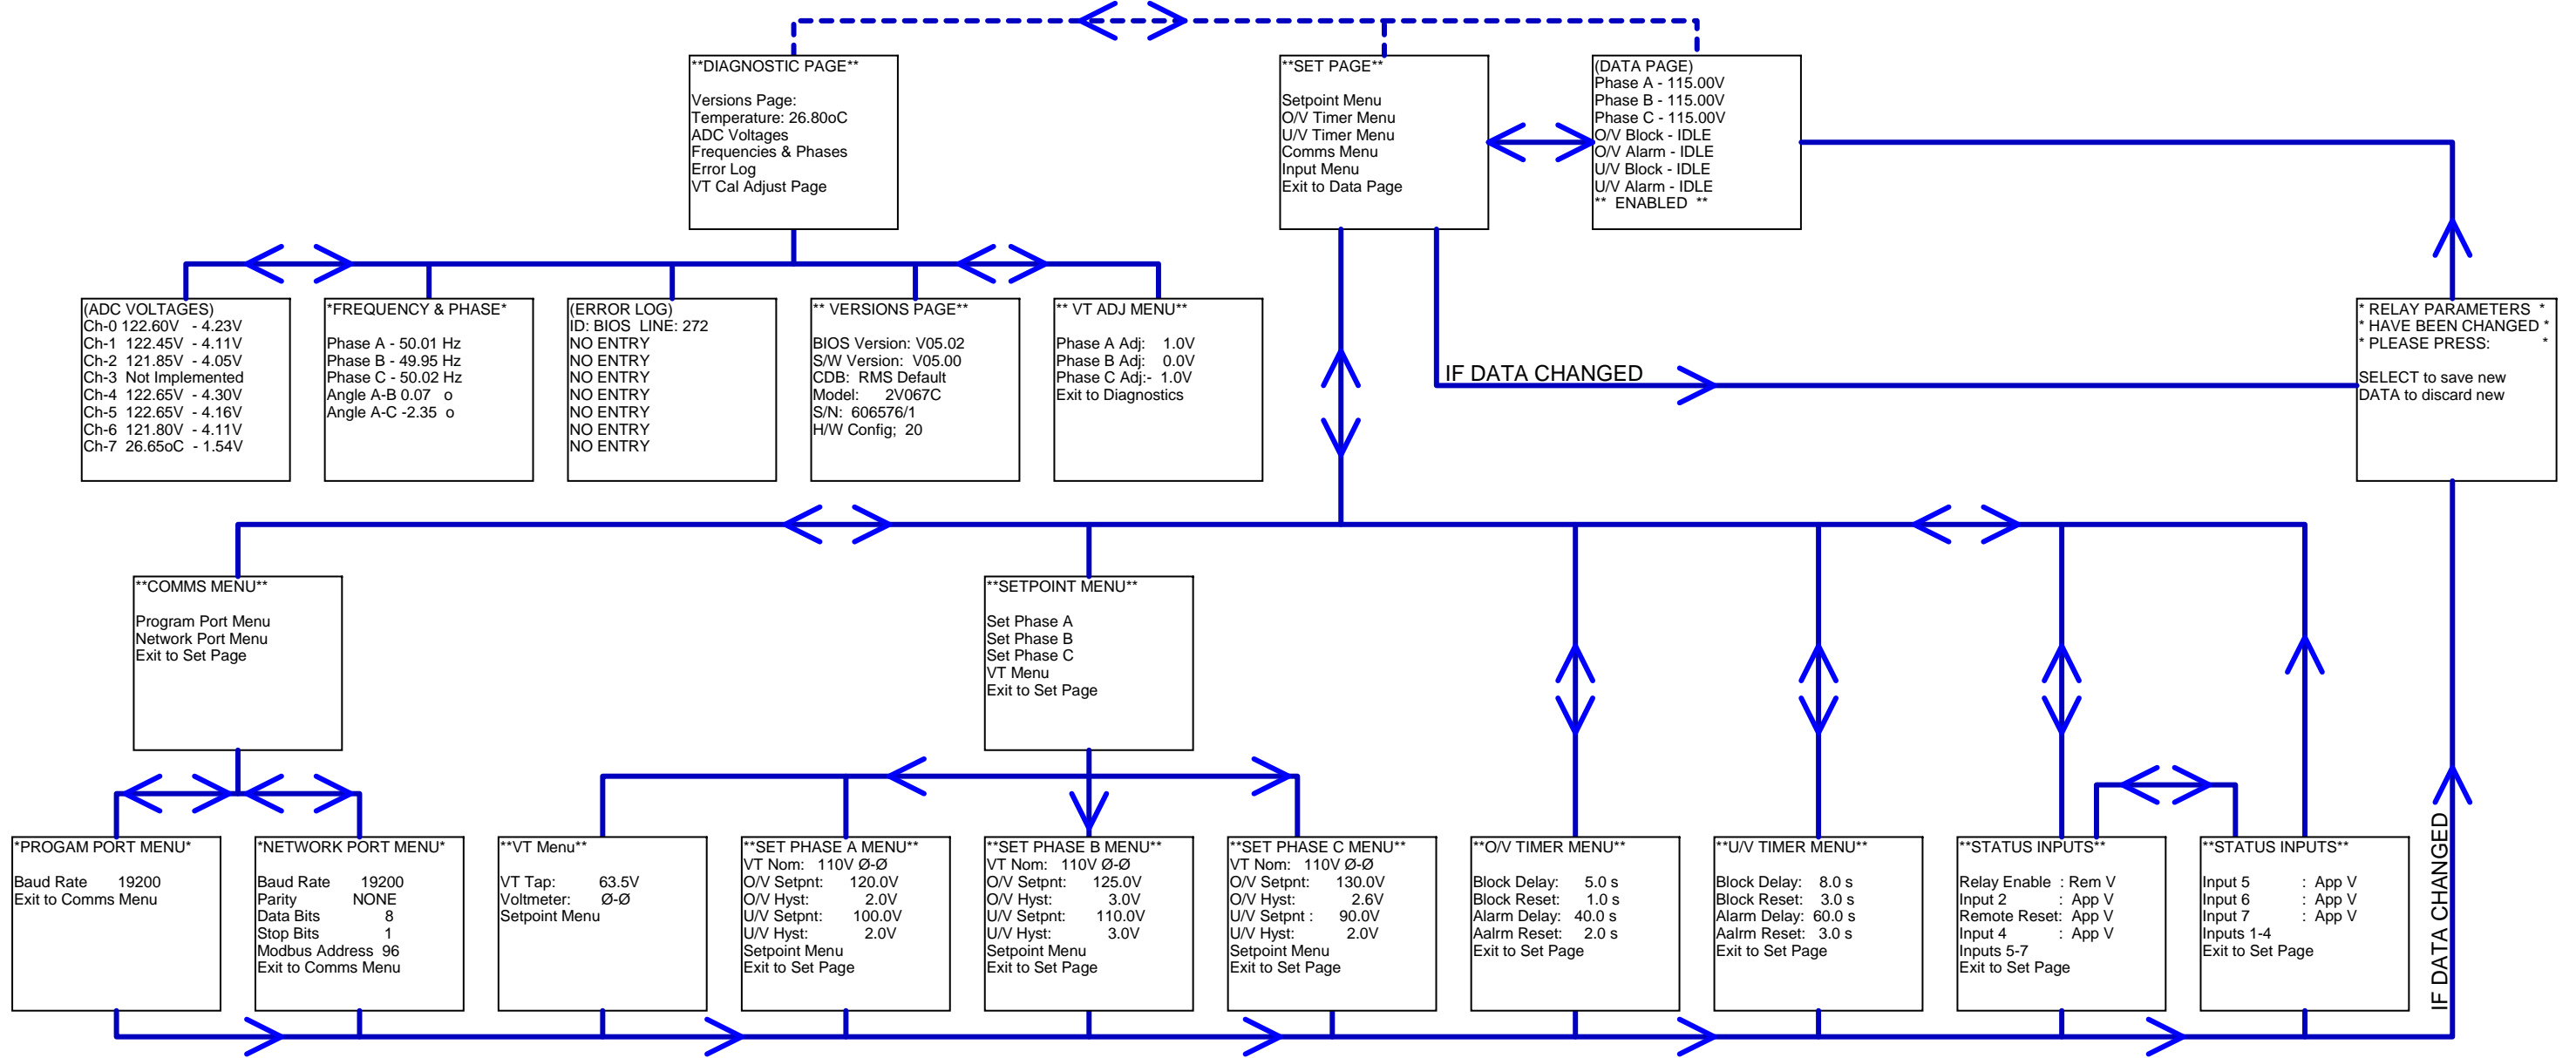 **DIAGNOSTIC PAGE**
Versions Page:
Temperature: 26.80oC
ADC Voltages
Frequencies & Phases
Error Log
VT Cal Adjust Page
**SET PAGE**
Setpoint Menu
O/V Timer Menu
U/V Timer Menu
Comms Menu
Input Menu
Exit to Data Page
(DATA PAGE)
Phase A - 115.00V
Phase B - 115.00V
Phase C - 115.00V
O/V Block - IDLE
O/V Alarm - IDLE
U/V Block - IDLE
U/V Alarm - IDLE
** ENABLED **
(ADC VOLTAGES)
Ch-0 122.60V - 4.23V
Ch-1 122.45V - 4.11V
Ch-2 121.85V - 4.05V
Ch-3 Not Implemented
Ch-4 122.65V - 4.30V
Ch-5 122.65V - 4.16V
Ch-6 121.80V - 4.11V
Ch-7 26.65oC - 1.54V
*FREQUENCY & PHASE*
Phase A - 50.01 Hz
Phase B - 49.95 Hz
Phase C - 50.02 Hz
Angle A-B 0.07 o
Angle A-C -2.35 o
(ERROR LOG)
ID: BIOS LINE: 272
NO ENTRY
NO ENTRY
NO ENTRY
NO ENTRY
NO ENTRY
NO ENTRY
NO ENTRY
** VERSIONS PAGE**
BIOS Version: V05.02
S/W Version: V05.00
CDB: RMS Default
Model: 2V067C
S/N: 606576/1
H/W Config; 20
** VT ADJ MENU**
Phase A Adj: 1.0V
Phase B Adj: 0.0V
Phase C Adj:- 1.0V
Exit to Diagnostics
IF DATA CHANGED
* RELAY PARAMETERS *
* HAVE BEEN CHANGED *
* PLEASE PRESS: *
SELECT to save new
DATA to discard new
**COMMS MENU**
Program Port Menu
Network Port Menu
Exit to Set Page
**SETPOINT MENU**
Set Phase A
Set Phase B
Set Phase C
VT Menu
Exit to Set Page
*PROGAM PORT MENU*
Baud Rate 19200
Exit to Comms Menu
*NETWORK PORT MENU*
Baud Rate 19200
Parity NONE
Data Bits 8
Stop Bits 1
Modbus Address 96
Exit to Comms Menu
**VT Menu**
VT Tap: 63.5V
Voltmeter: Ø-Ø
Setpoint Menu
**SET PHASE A MENU**
VT Nom: 110V Ø-Ø
O/V Setpnt: 120.0V
O/V Hyst: 2.0V
U/V Setpnt: 100.0V
U/V Hyst: 2.0V
Setpoint Menu
Exit to Set Page
**SET PHASE B MENU**
VT Nom: 110V Ø-Ø
O/V Setpnt: 125.0V
O/V Hyst: 3.0V
U/V Setpnt: 110.0V
U/V Hyst: 3.0V
Setpoint Menu
Exit to Set Page
**SET PHASE C MENU**
VT Nom: 110V Ø-Ø
O/V Setpnt: 130.0V
O/V Hyst: 2.6V
U/V Setpnt : 90.0V
U/V Hyst: 2.0V
Setpoint Menu
Exit to Set Page
**O/V TIMER MENU**
Block Delay: 5.0 s
Block Reset: 1.0 s
Alarm Delay: 40.0 s
Aalrm Reset: 2.0 s
Exit to Set Page
**U/V TIMER MENU**
Block Delay: 8.0 s
Block Reset: 3.0 s
Alarm Delay: 60.0 s
Aalrm Reset: 3.0 s
Exit to Set Page
**STATUS INPUTS**
Relay Enable : Rem V
Input 2 : App V
Remote Reset: App V
Input 4 : App V
Inputs 5-7
Exit to Set Page
**STATUS INPUTS**
Input 5 : App V
Input 6 : App V
Input 7 : App V
Inputs 1-4
Exit to Set Page
IF DATA CHANGED